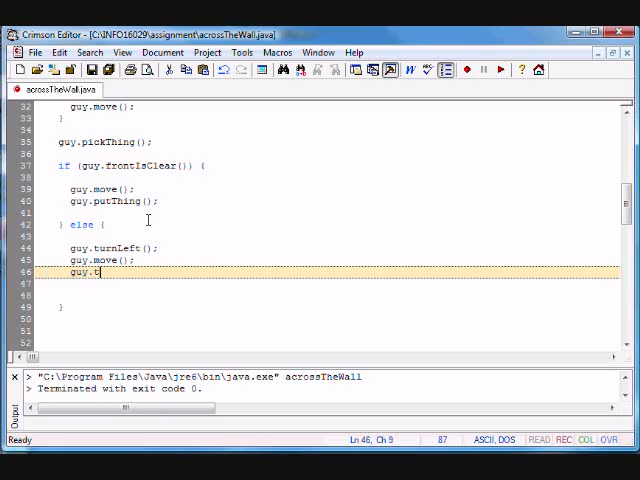 Crimson Editor - [C:\INFO16029\assignment\acrossTheWall.java]
File Edit Search View Document Project Tools Macros Window Help
acrossTheWall.java
32 guy.move();
33 }
34
35 guy.pickThing();
36
37 if (guy.frontIsClear()) {
38
39 guy.move();
40 guy.putThing();
41
42 } else {
43
44 guy.turnLeft();
45 guy.move();
46 guy.t
47
48
49 }
50
51
52
> "C:\Program Files\Java\jre6\bin\java.exe" acrossTheWall
> Terminated with exit code 0.
Output
Ready Ln 46, Ch 9 87 ASCII, DOS READ REC COL OVR